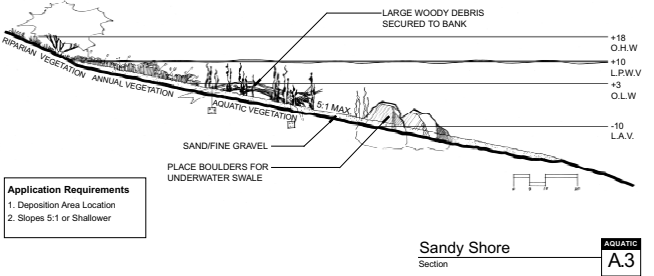 LARGE WOODY DEBRIS
SECURED TO BANK
+18
O.H.W
+10
L.P.W.V
+3
O.L.W
-10
L.A.V.
RIPARIAN VEGETATION
ANNUAL VEGETATION
AQUATIC VEGETATION
5:1 MAX.
SAND/FINE GRAVEL
PLACE BOULDERS FOR
UNDERWATER SWALE
Application Requirements
1. Deposition Area Location
2. Slopes 5:1 or Shallower
Sandy Shore
Section
AQUATIC
A.3